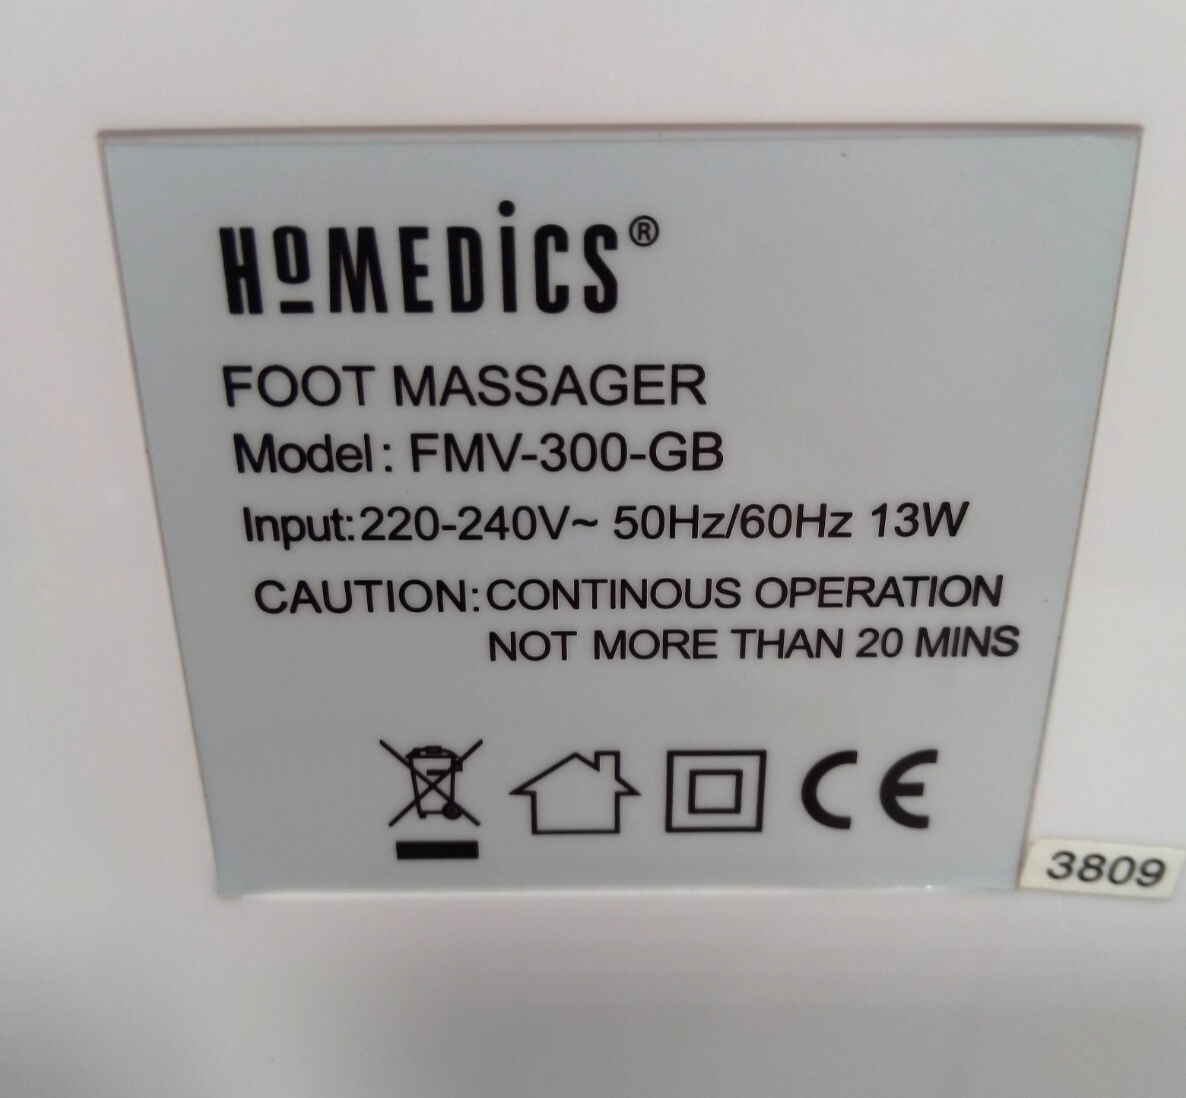 HOMEDICS®
FOOT MASSAGER
Model: FMV-300-GB
Input:220-240V~ 50Hz/60Hz 13W
CAUTION:CONTINOUS OPERATION
NOT MORE THAN 20 MINS
CE
3809